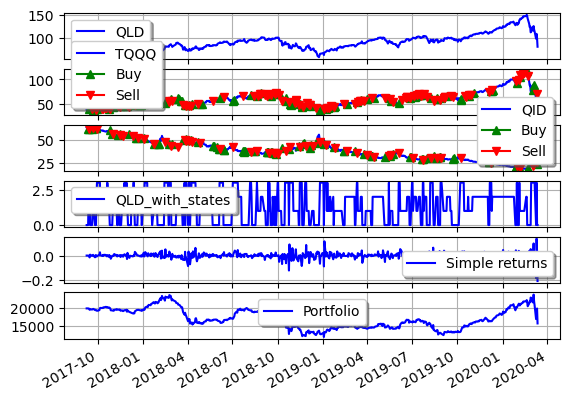 150
100
QLD
TQQQ
Buy
Sell
100
50
QID
Buy
Sell
50
25
2.5
0.0
QLD_with_states
0.0
−0.2
Simple returns
20000
15000
Portfolio
2017-10
2018-01
2018-04
2018-07
2018-10
2019-01
2019-04
2019-07
2019-10
2020-01
2020-04